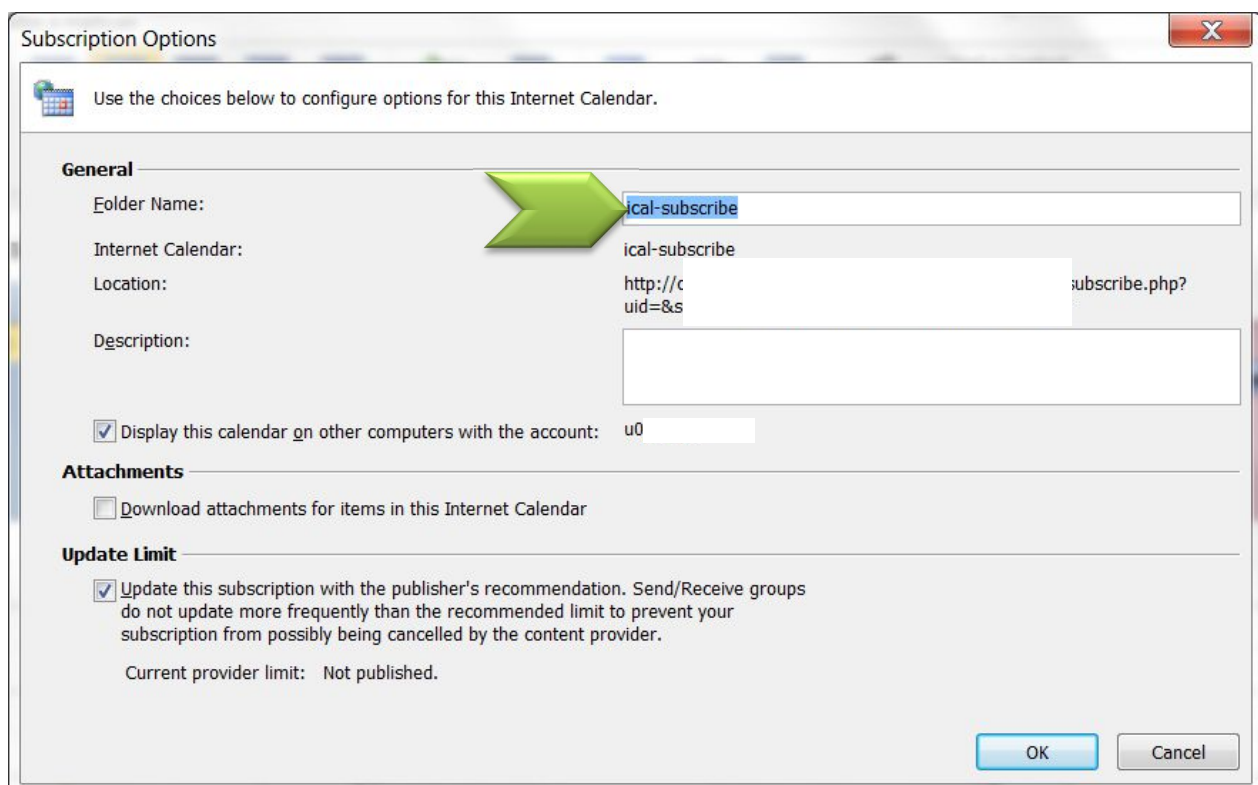 Subscription Options
Use the choices below to configure options for this Internet Calendar.
General
Folder Name: ical-subscribe
Internet Calendar: ical-subscribe
Location: http://c ubscribe.php?
uid=&s
Description:
Display this calendar on other computers with the account: u0
Attachments
Download attachments for items in this Internet Calendar
Update Limit
Update this subscription with the publisher's recommendation. Send/Receive groups
do not update more frequently than the recommended limit to prevent your
subscription from possibly being cancelled by the content provider.
Current provider limit: Not published.
OK Cancel